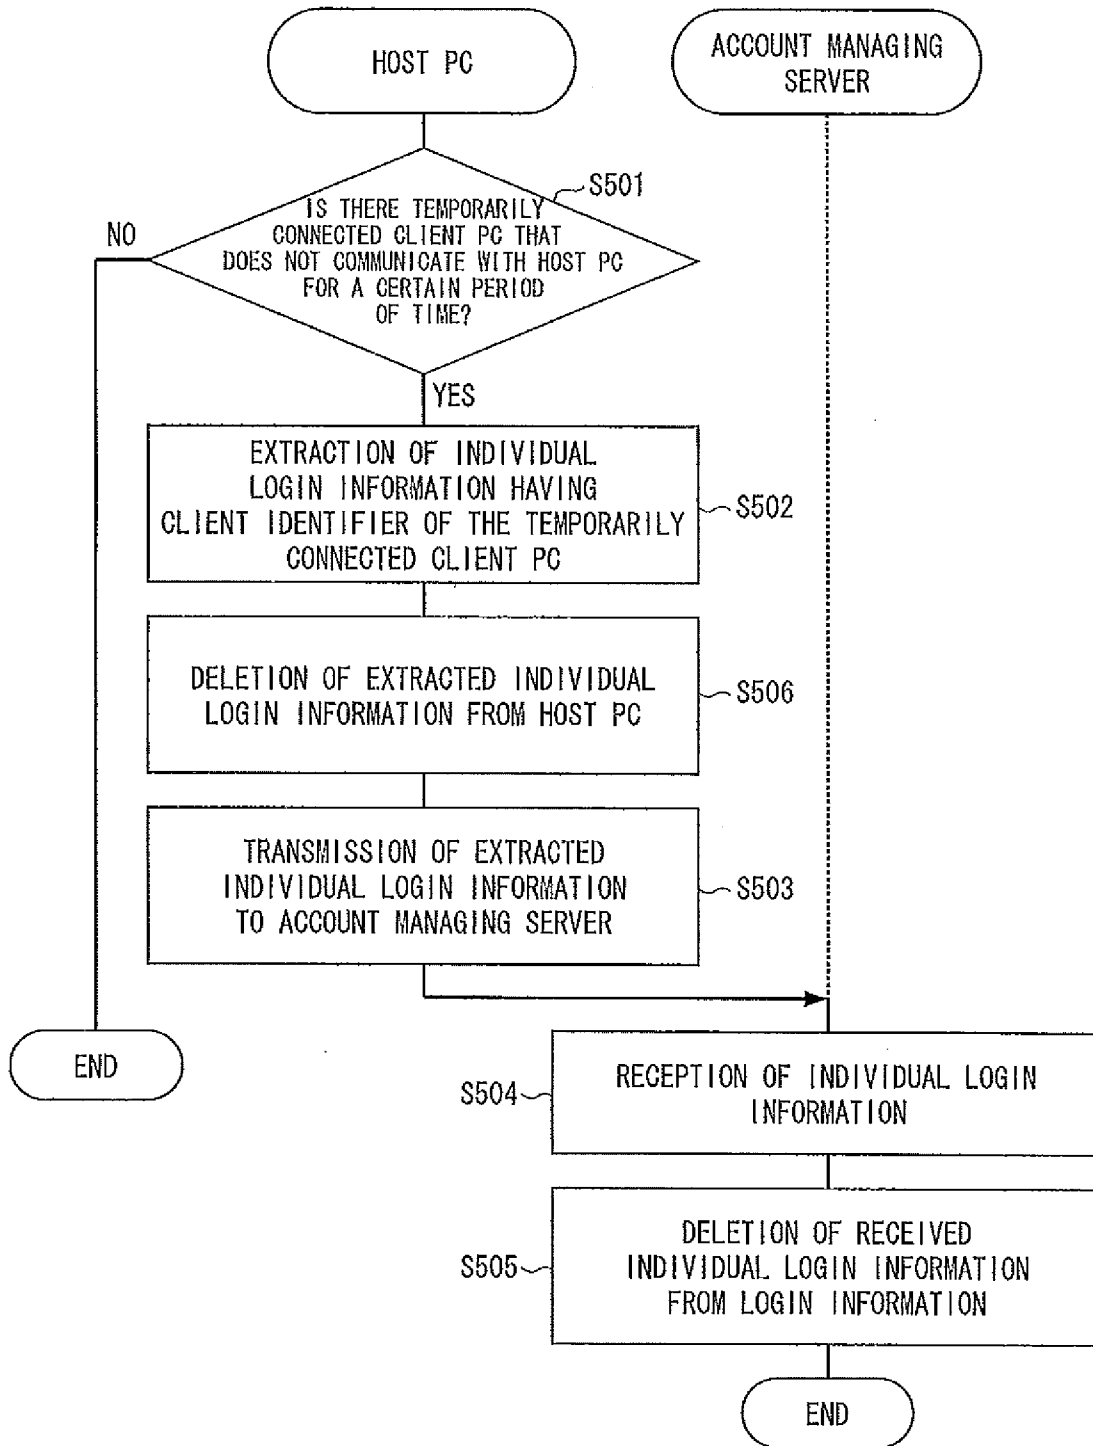 HOST PC
ACCOUNT MANAGING
SERVER
S501
IS THERE TEMPORARILY
CONNECTED CLIENT PC THAT
DOES NOT COMMUNICATE WITH HOST PC
FOR A CERTAIN PERIOD
OF TIME?
NO
YES
EXTRACTION OF INDIVIDUAL
LOGIN INFORMATION HAVING
CLIENT IDENTIFIER OF THE TEMPORARILY
CONNECTED CLIENT PC
S502
DELETION OF EXTRACTED INDIVIDUAL
LOGIN INFORMATION FROM HOST PC
S506
TRANSMISSION OF EXTRACTED
INDIVIDUAL LOGIN INFORMATION
TO ACCOUNT MANAGING SERVER
S503
END
S504
RECEPTION OF INDIVIDUAL LOGIN
INFORMATION
S505
DELETION OF RECEIVED
INDIVIDUAL LOGIN INFORMATION
FROM LOGIN INFORMATION
END